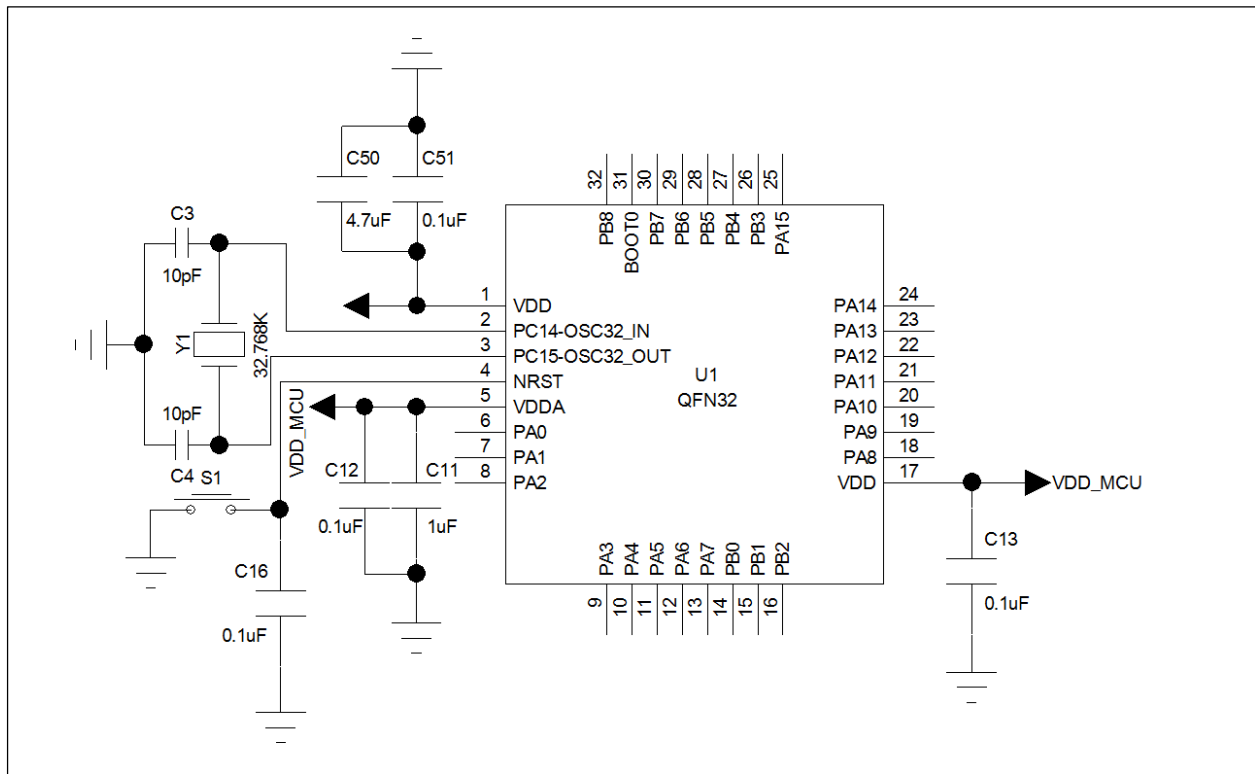 C50
C51
4.7uF
0.1uF
C3
10pF
Y1
32.768K
10pF
C4
S1
VDD_MCU
C16
0.1uF
C12
0.1uF
C11
1uF
32
31
30
29
28
27
26
25
PB8
BOOT0
PB7
PB6
PB5
PB4
PB3
PA15
1 VDD
2 PC14-OSC32_IN
3 PC15-OSC32_OUT
4 NRST
5 VDDA
6 PA0
7 PA1
8 PA2
U1
QFN32
PA14 24
PA13 23
PA12 22
PA11 21
PA10 20
PA9 19
PA8 18
VDD 17
VDD_MCU
C13
0.1uF
PA3
PA4
PA5
PA6
PA7
PB0
PB1
PB2
9
10
11
12
13
14
15
16